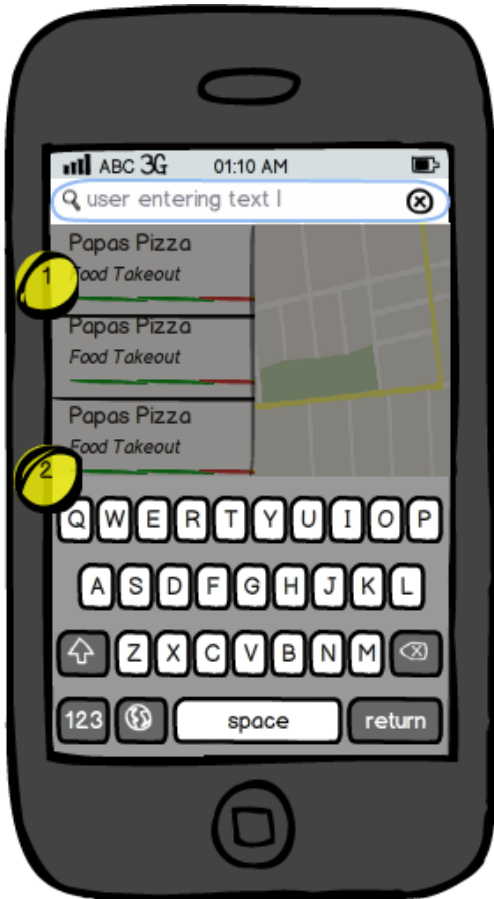 ABC 3G 01:10 AM
user entering text
Papas Pizza
1
Food Takeout
Papas Pizza
Food Takeout
Papas Pizza
Food Takeout
2
Q W E R T Y U I O P
A S D F G H J K L
Z X C V B N M
123 space return